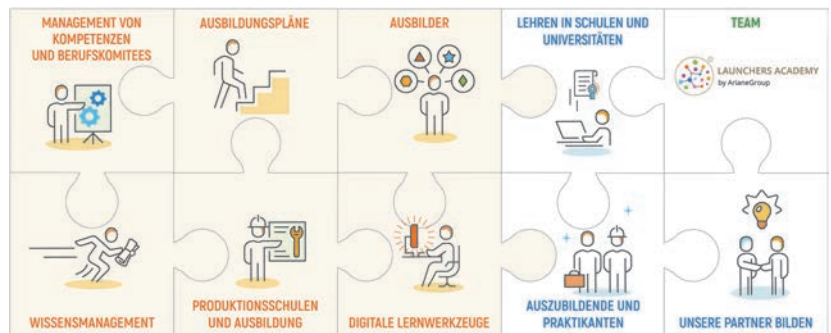 MANAGEMENT VON
KOMPETENZEN
UND BERUFSKOMITEES
AUSBILDUNGSPLÄNE
AUSBILDER
LEHREN IN SCHULEN UND
UNIVERSITÄTEN
TEAM
LAUNCHERS ACADEMY
by ArianeGroup
WISSENSMANAGEMENT
PRODUKTIONSSCHULEN
UND AUSBILDUNG
DIGITALE LERNWERKZEUGE
AUSZUBILDENDE UND
PRAKTIKANTEN
UNSERE PARTNER BILDEN